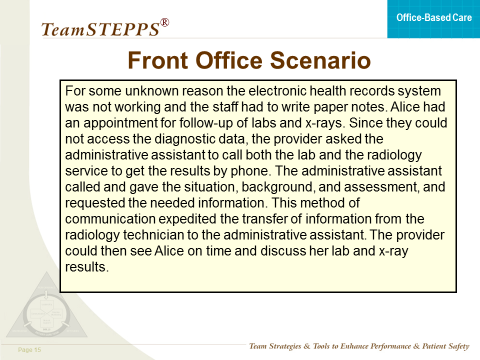 Office-Based Care
TeamSTEPPS®
Front Office Scenario
For some unknown reason the electronic health records system
was not working and the staff had to write paper notes. Alice had
an appointment for follow-up of labs and x-rays. Since they could
not access the diagnostic data, the provider asked the
administrative assistant to call both the lab and the radiology
service to get the results by phone. The administrative assistant
called and gave the situation, background, and assessment, and
requested the needed information. This method of
communication expedited the transfer of information from the
radiology technician to the administrative assistant. The provider
could then see Alice on time and discuss her lab and x-ray
results.
Page 15
Team Strategies & Tools to Enhance Performance & Patient Safety